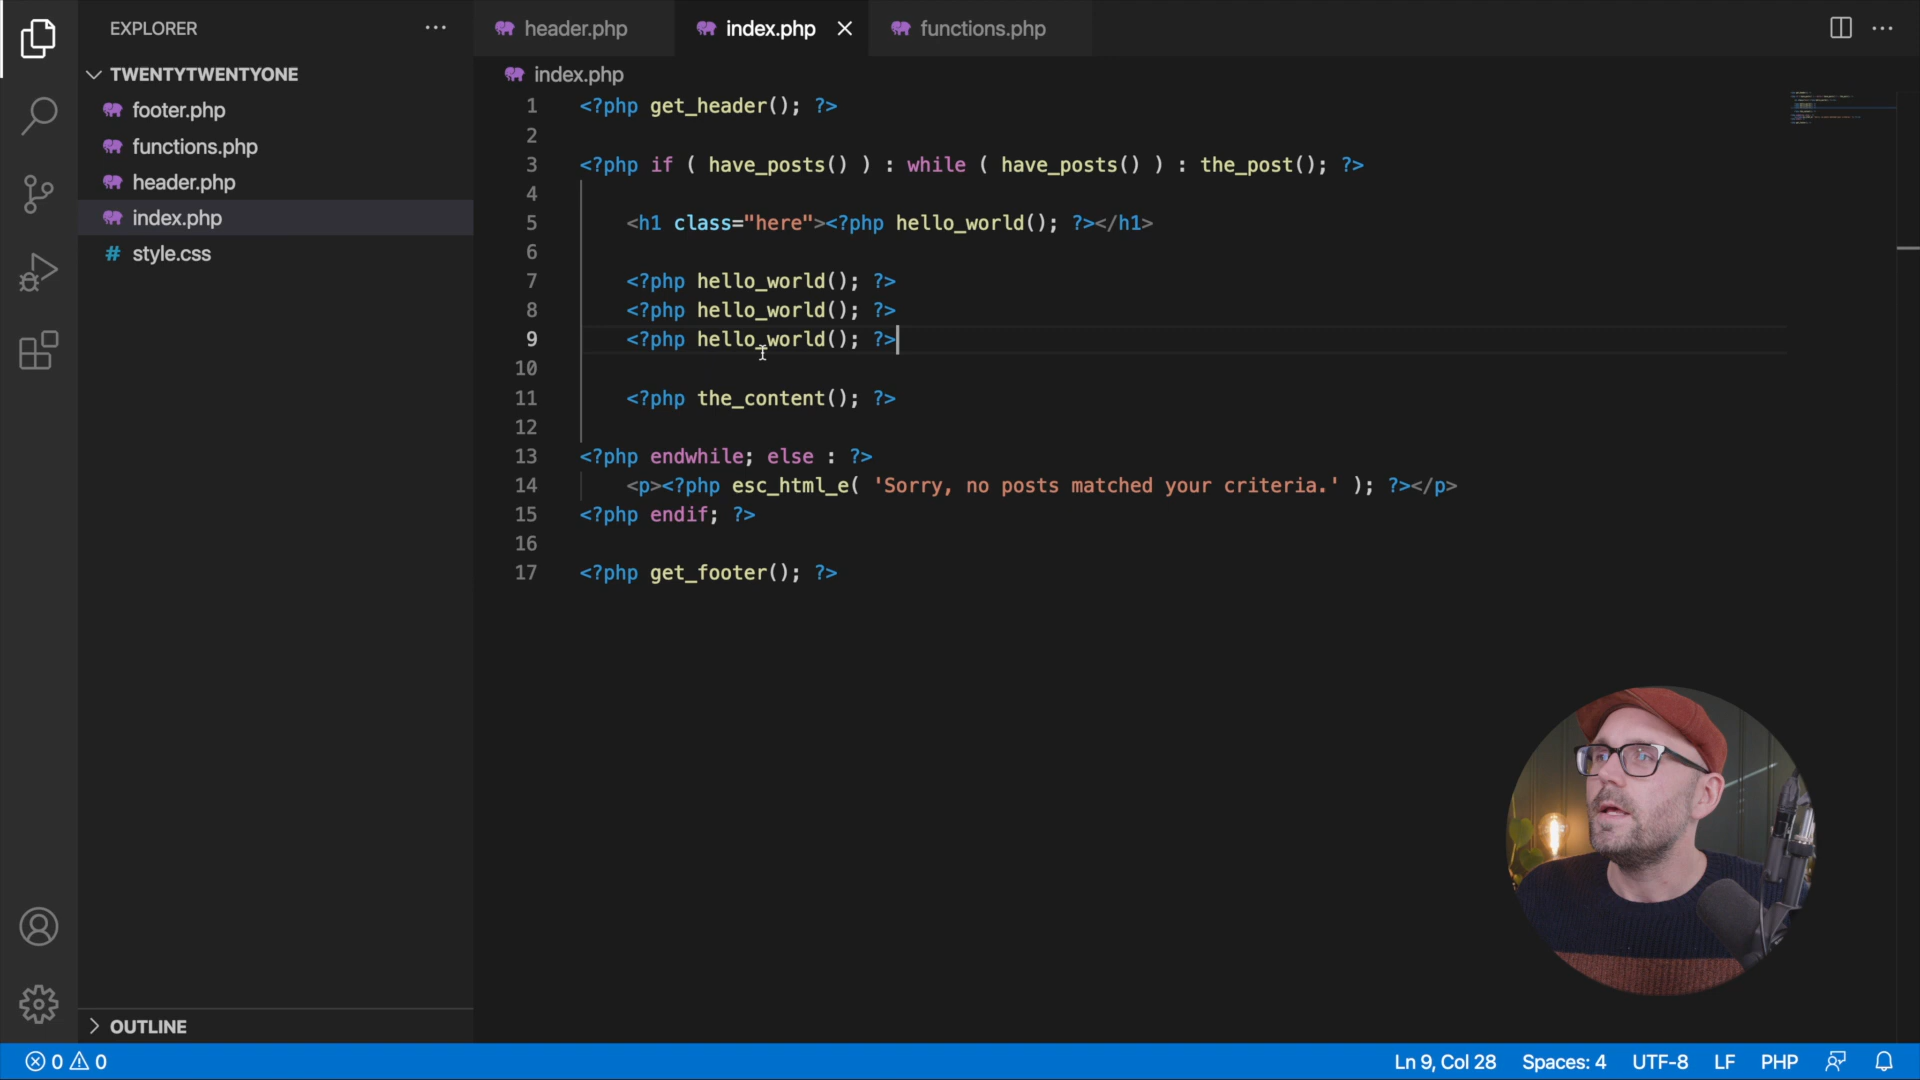 EXPLORER
TWENTYTWENTYONE
footer.php
functions.php
header.php
index.php
# style.css
OUTLINE
header.php
index.php
functions.php
index.php
1 <?php get_header(); ?>
2
3 <?php if ( have_posts() ) : while ( have_posts() ) : the_post(); ?>
4
5 <h1 class="here"><?php hello_world(); ?></h1>
6
7 <?php hello_world(); ?>
8 <?php hello_world(); ?>
9 <?php hello_world(); ?>
10
11 <?php the_content(); ?>
12
13 <?php endwhile; else : ?>
14 <p><?php esc_html_e( 'Sorry, no posts matched your criteria.' ); ?></p>
15 <?php endif; ?>
16
17 <?php get_footer(); ?>
0 0
Ln 9, Col 28 Spaces: 4 UTF-8 LF PHP